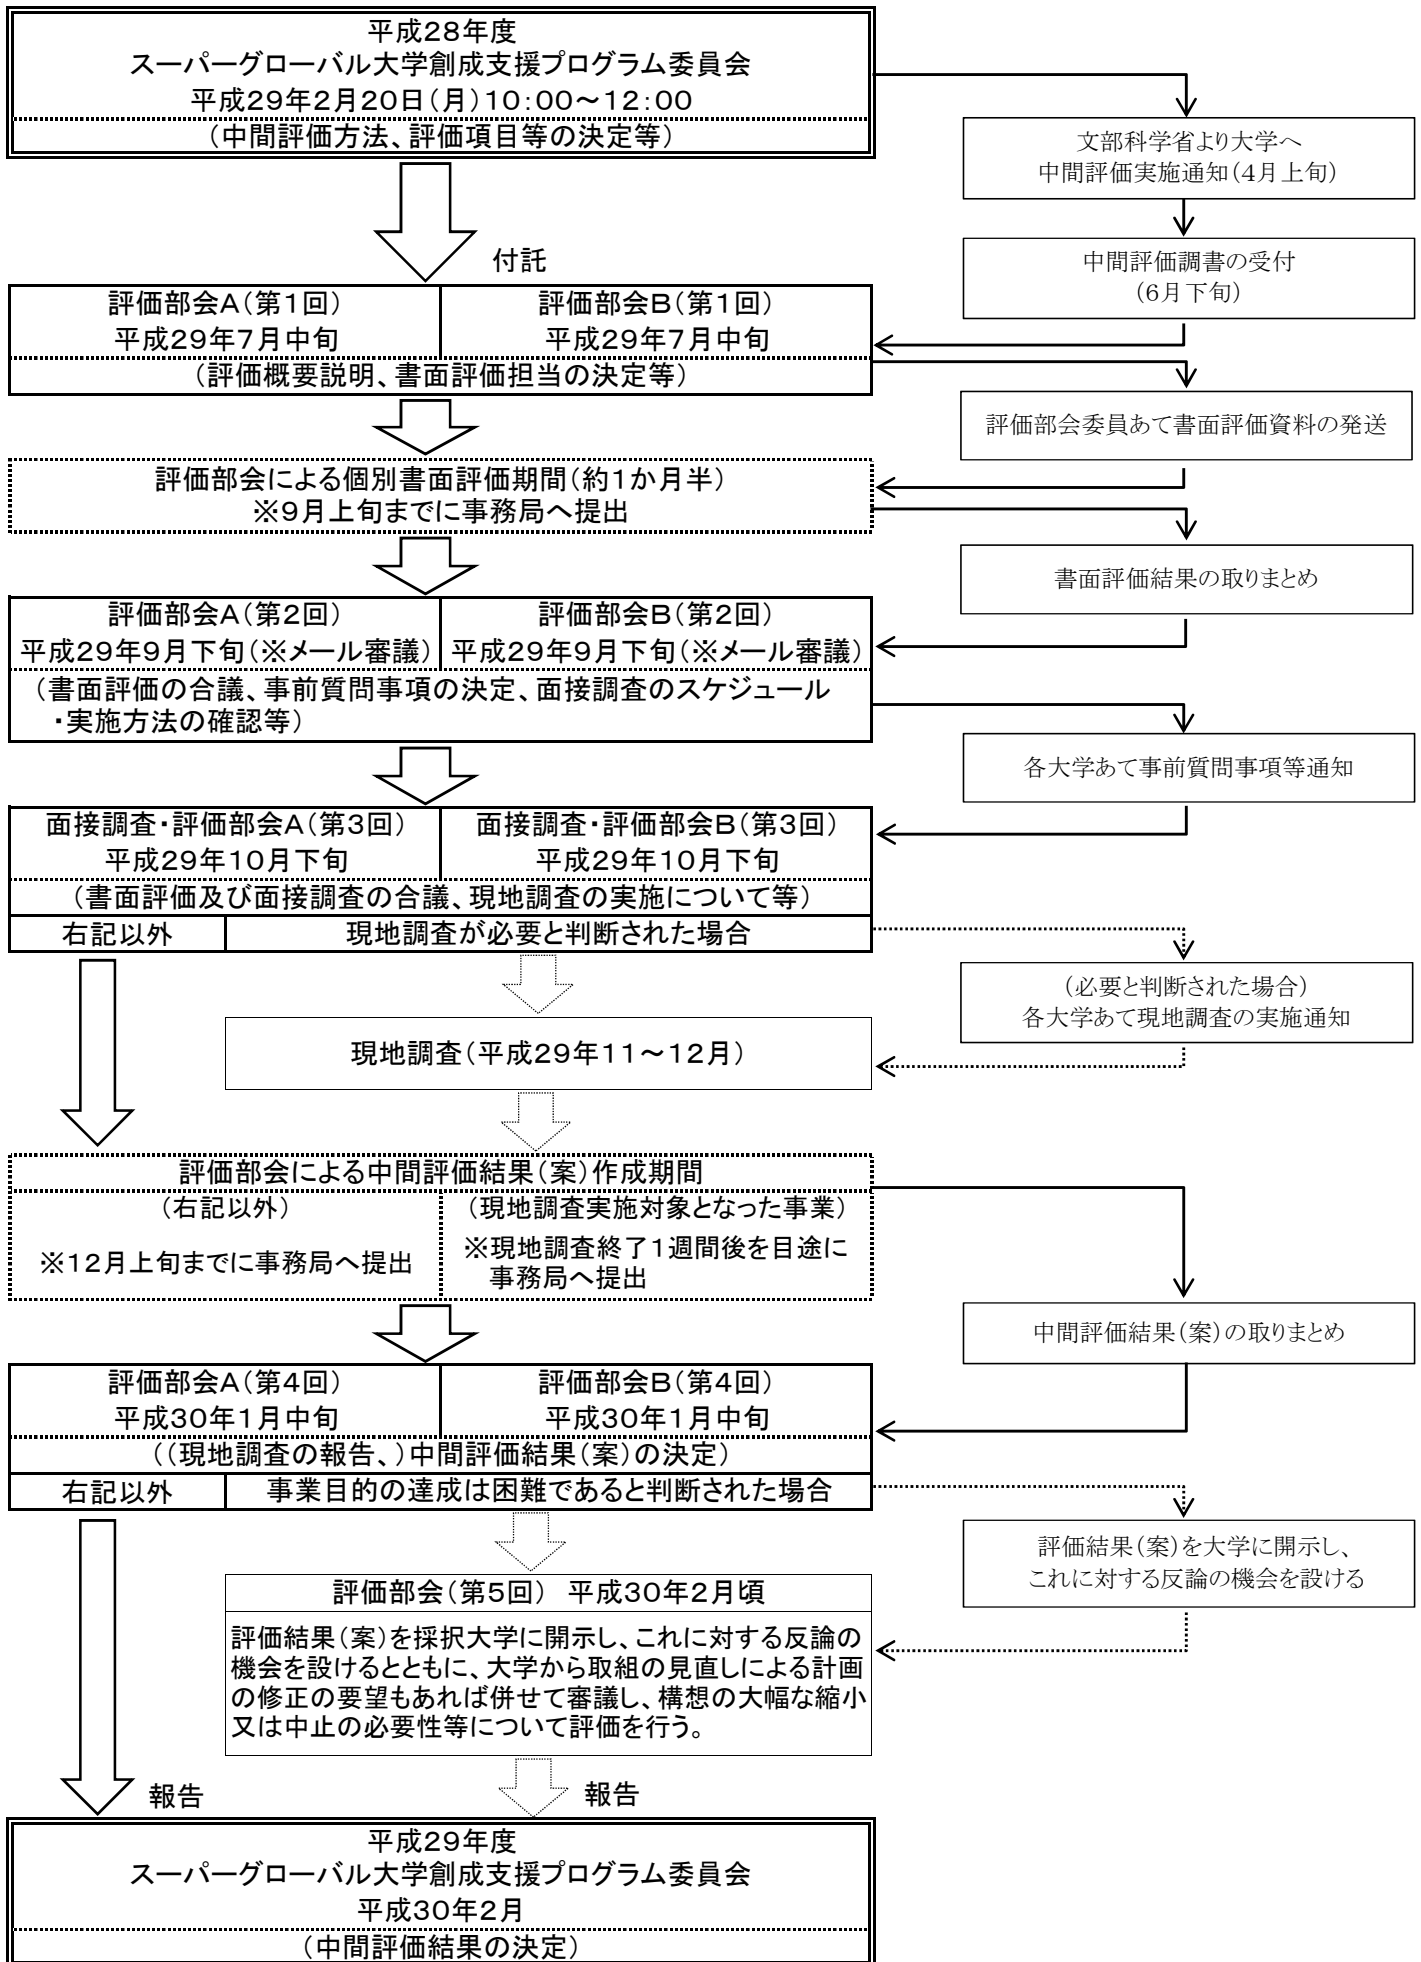 平成28年度
スーパーグローバル大学創成支援プログラム委員会
平成29年2月20日(月)10:00～12:00
(中間評価方法、評価項目等の決定等)
文部科学省より大学へ
中間評価実施通知(4月上旬)
付託
中間評価調書の受付
(6月下旬)
評価部会A(第1回)
平成29年7月中旬
評価部会B(第1回)
平成29年7月中旬
(評価概要説明、書面評価担当の決定等)
評価部会委員あて書面評価資料の発送
評価部会による個別書面評価期間(約1か月半)
※9月上旬までに事務局へ提出
書面評価結果の取りまとめ
評価部会A(第2回)
平成29年9月下旬(※メール審議)
評価部会B(第2回)
平成29年9月下旬(※メール審議)
(書面評価の合議、事前質問事項の決定、面接調査のスケジュール
・実施方法の確認等)
各大学あて事前質問事項等通知
面接調査・評価部会A(第3回)
平成29年10月下旬
面接調査・評価部会B(第3回)
平成29年10月下旬
(書面評価及び面接調査の合議、現地調査の実施について等)
右記以外
現地調査が必要と判断された場合
(必要と判断された場合)
各大学あて現地調査の実施通知
現地調査(平成29年11～12月)
評価部会による中間評価結果(案)作成期間
(右記以外)
※12月上旬までに事務局へ提出
(現地調査実施対象となった事業)
※現地調査終了1週間後を目途に
事務局へ提出
中間評価結果(案)の取りまとめ
評価部会A(第4回)
平成30年1月中旬
評価部会B(第4回)
平成30年1月中旬
((現地調査の報告、)中間評価結果(案)の決定)
右記以外
事業目的の達成は困難であると判断された場合
評価結果(案)を大学に開示し、
これに対する反論の機会を設ける
評価部会(第5回) 平成30年2月頃
評価結果(案)を採択大学に開示し、これに対する反論の
機会を設けるとともに、大学から取組の見直しによる計画
の修正の要望もあれば併せて審議し、構想の大幅な縮小
又は中止の必要性等について評価を行う。
報告
報告
平成29年度
スーパーグローバル大学創成支援プログラム委員会
平成30年2月
(中間評価結果の決定)